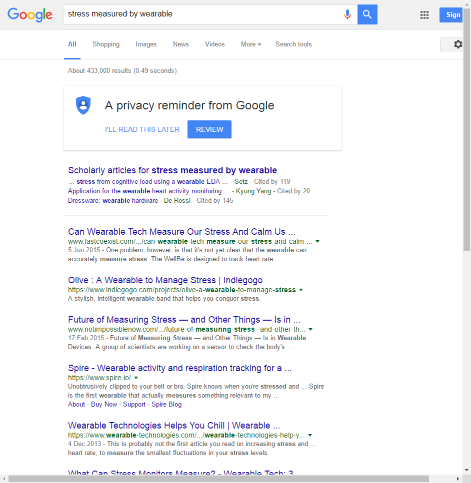 Google
stress measured by wearable
Sign
All Shopping Images News Videos More ▾ Search tools
About 433,000 results (0.49 seconds)
A privacy reminder from Google
I'LL READ THIS LATER REVIEW
Scholarly articles for stress measured by wearable
... stress from cognitive load using a wearable EDA ... - Setz - Cited by 119
Application for the wearable heart activity monitoring ... - Kyung Yang - Cited by 20
Dressware: wearable hardware - De Rossi - Cited by 145
Can Wearable Tech Measure Our Stress And Calm Us ...
www.fastcoexist.com/.../can-wearable-tech-measure-our-stress-and-calm ... ▾
5 Jun 2015 - One problem, however, is that it's not yet clear that the wearable can
accurately measure stress. The WellBe is designed to track heart rate
Olive : A Wearable to Manage Stress | Indiegogo
https://www.indiegogo.com/projects/olive-a-wearable-to-manage-stress ▾
A stylish, intelligent wearable band that helps you conquer stress.
Future of Measuring Stress — and Other Things — Is in ...
www.notimpossiblenow.com/.../future-of-measuring-stress--and-other-th... ▾
17 Feb 2015 - Future of Measuring Stress — and Other Things — Is in Wearable
Devices. A group of scientists are working on a sensor to check the body's ...
Spire - Wearable activity and respiration tracking for a ...
https://www.spire.io/ ▾
Unobtrusively clipped to your belt or bra, Spire knows when you're stressed and ... Spire
is the first wearable that actually measures something relevant to my ...
About - Buy Now - Support - Spire Blog
Wearable Technologies Helps You Chill | Wearable ...
https://www.wearable-technologies.com/.../wearable-technologies-help-y... ▾
4 Dec 2013 - This is probably not the first article you read on increasing stress and ...
heart rate, to measure the smallest fluctuations in your stress levels.
What Can Stress Monitors Measure? - Wearable Tech: 3